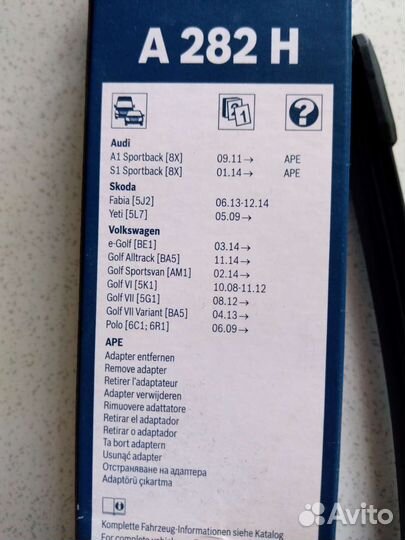 A 282 H
Audi
A1 Sportback [8X] 09.11→ APE
S1 Sportback [8X] 01.14→ APE
Skoda
Fabia [5J2] 06.13-12.14
Yeti [5L7] 05.09→
Volkswagen
e-Golf [BE1] 03.14→
Golf Alltrack [BA5] 11.14→
Golf Sportsvan [AM1] 02.14→
Golf VI [5K1] 10.08-11.12
Golf VII [5G1] 08.12→
Golf VII Variant [BA5] 04.13→
Polo [6C1; 6R1] 06.09→
APE
Adapter entfernen
Remove adapter
Retirer l'adaptateur
Adapter verwijderen
Rimuovere adattatore
Retirar el adaptador
Retirar o adaptador
Ta bort adaptern
Usunąć adapter
Отстраняване на адаптера
Adaptörü çıkartma
Komplette Fahrzeug-Informationen siehe Katalog
For complete vehicle
Avito